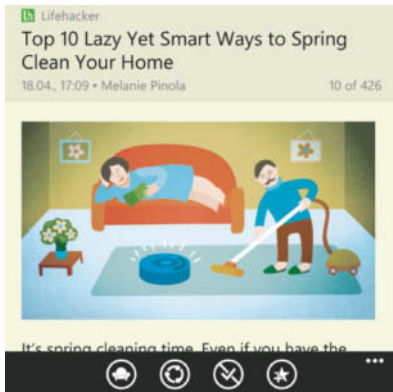 lh Lifehacker
Top 10 Lazy Yet Smart Ways to Spring
Clean Your Home
18.04., 17:09 • Melanie Pinola
10 of 426
It's spring cleaning time. Even if you have the